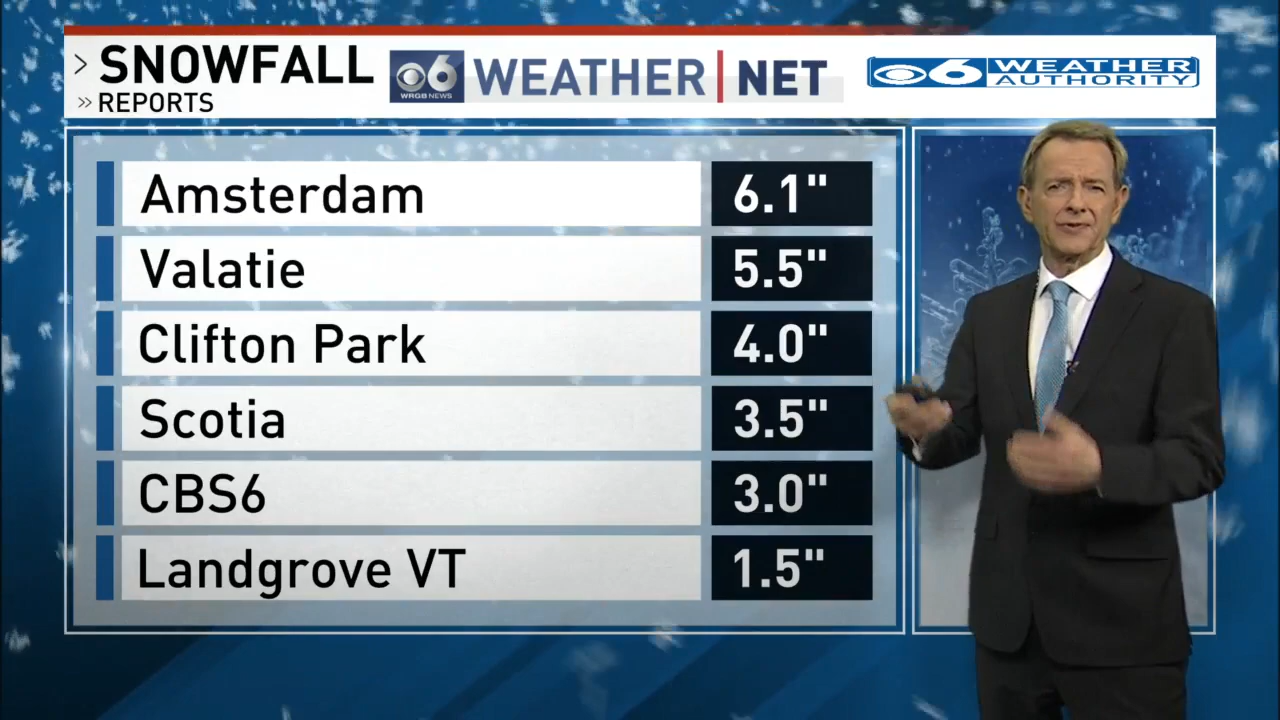 > SNOWFALL
» REPORTS
6
WRGB NEWS
WEATHER | NET
6 WEATHER AUTHORITY
Amsterdam 6.1"
Valatie 5.5"
Clifton Park 4.0"
Scotia 3.5"
CBS6 3.0"
Landgrove VT 1.5"